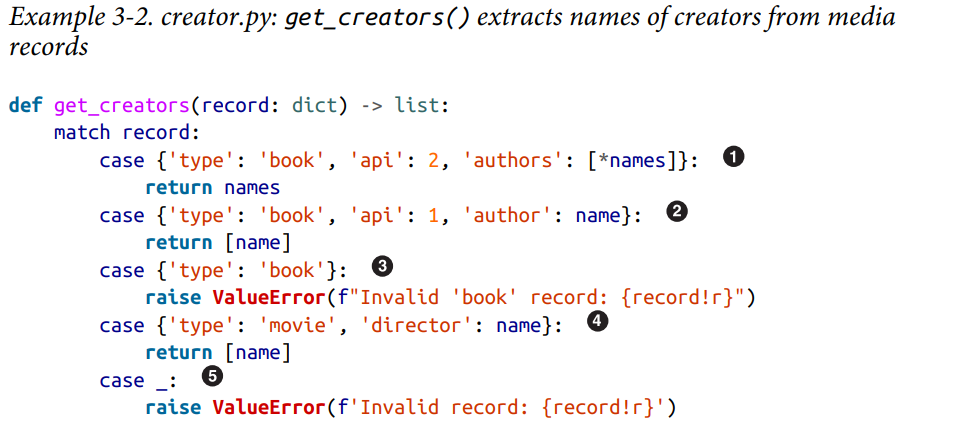 Example 3-2. creator.py: get_creators() extracts names of creators from media
records
def get_creators(record: dict) -> list:
    match record:
        case {'type': 'book', 'api': 2, 'authors': [*names]}: ❶
            return names
        case {'type': 'book', 'api': 1, 'author': name}: ❷
            return [name]
        case {'type': 'book'}: ❸
            raise ValueError(f"Invalid 'book' record: {record!r}")
        case {'type': 'movie', 'director': name}: ❹
            return [name]
        case _: ❺
            raise ValueError(f'Invalid record: {record!r}')